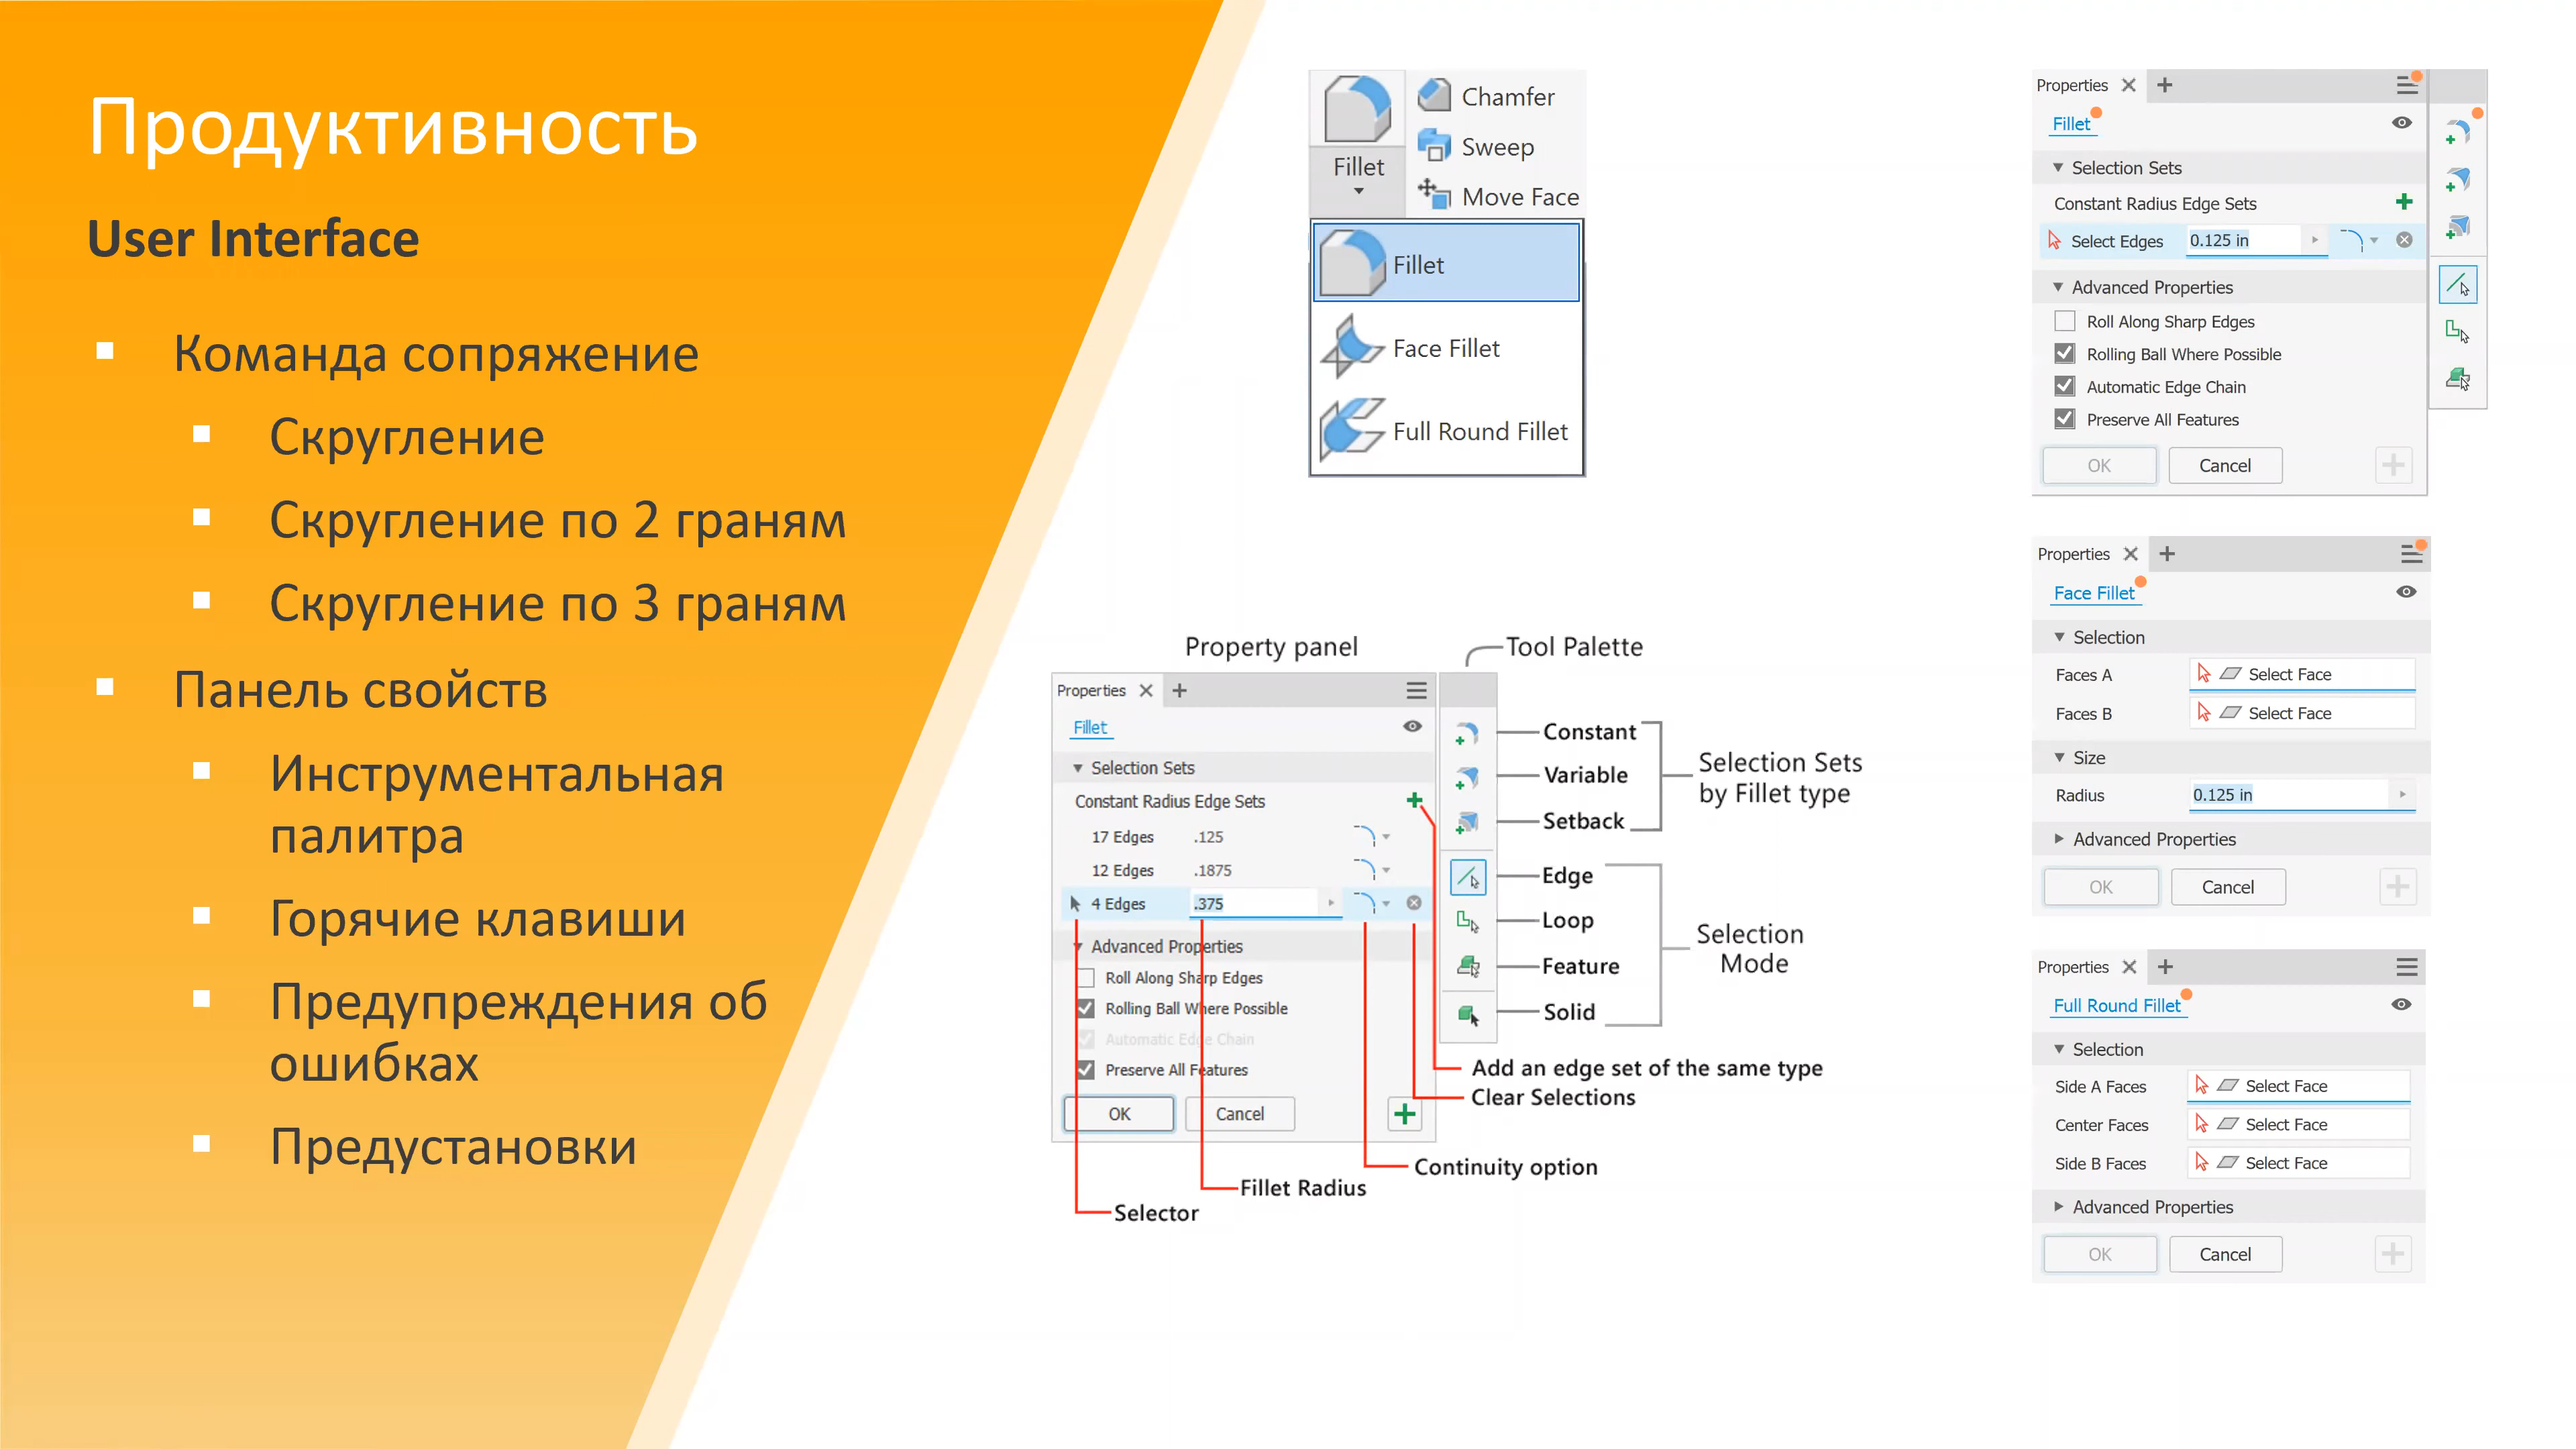 Продуктивность
User Interface
Команда сопряжение
Скругление
Скругление по 2 граням
Скругление по 3 граням
Панель свойств
Инструментальная
палитра
Горячие клавиши
Предупреждения об
ошибках
Предустановки
Fillet
Chamfer
Sweep
Move Face
Fillet
Face Fillet
Full Round Fillet
Property panel
Tool Palette
Properties
Fillet
Selection Sets
Constant Radius Edge Sets
17 Edges .125
12 Edges .1875
4 Edges .375
Advanced Properties
Roll Along Sharp Edges
Rolling Ball Where Possible
Automatic Edge Chain
Preserve All Features
OK Cancel
Constant
Variable
Setback
Selection Sets
by Fillet type
Edge
Loop
Feature
Solid
Selection
Mode
Add an edge set of the same type
Clear Selections
Continuity option
Fillet Radius
Selector
Properties
Fillet
Selection Sets
Constant Radius Edge Sets
Select Edges 0.125 in
Advanced Properties
Roll Along Sharp Edges
Rolling Ball Where Possible
Automatic Edge Chain
Preserve All Features
OK Cancel
Properties
Face Fillet
Selection
Faces A Select Face
Faces B Select Face
Size
Radius 0.125 in
Advanced Properties
OK Cancel
Properties
Full Round Fillet
Selection
Side A Faces Select Face
Center Faces Select Face
Side B Faces Select Face
Advanced Properties
OK Cancel